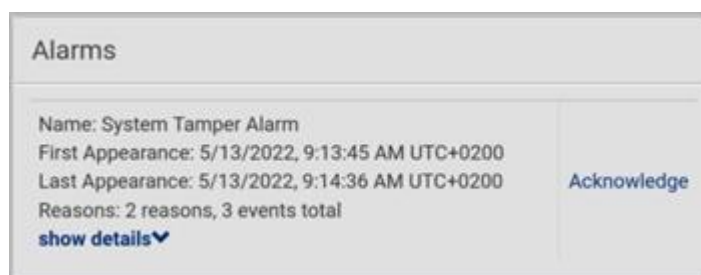 Alarms
Name: System Tamper Alarm
First Appearance: 5/13/2022, 9:13:45 AM UTC+0200
Last Appearance: 5/13/2022, 9:14:36 AM UTC+0200
Acknowledge
Reasons: 2 reasons, 3 events total
show details